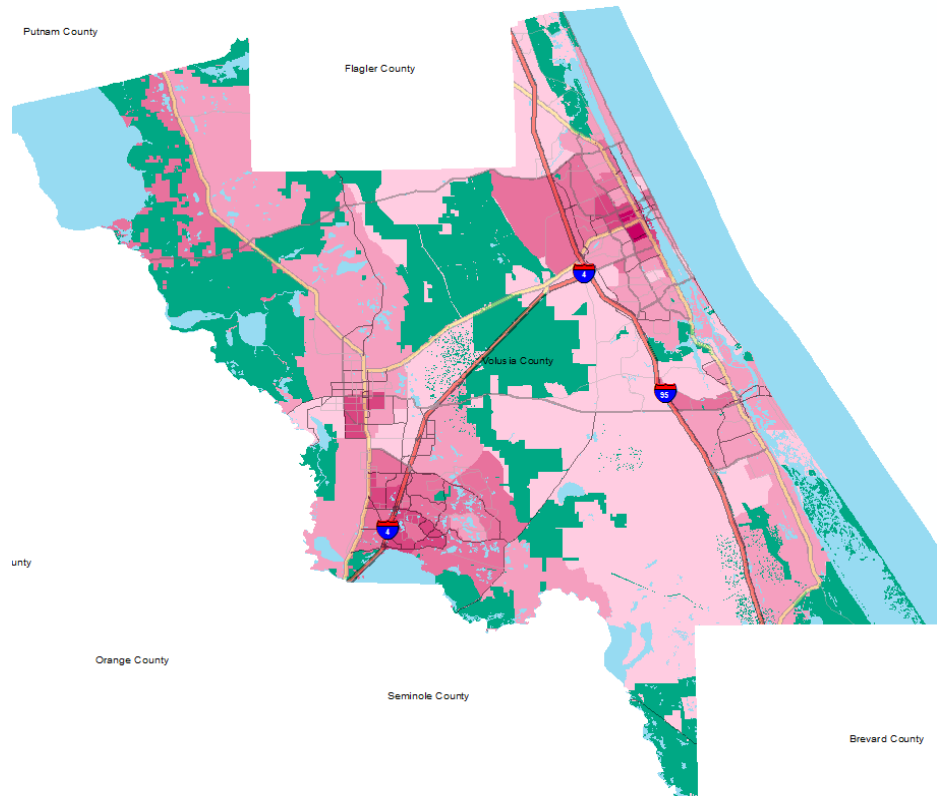 Putnam County
Flagler County
4
Volusia County
95
4
unty
Orange County
Seminole County
Brevard County